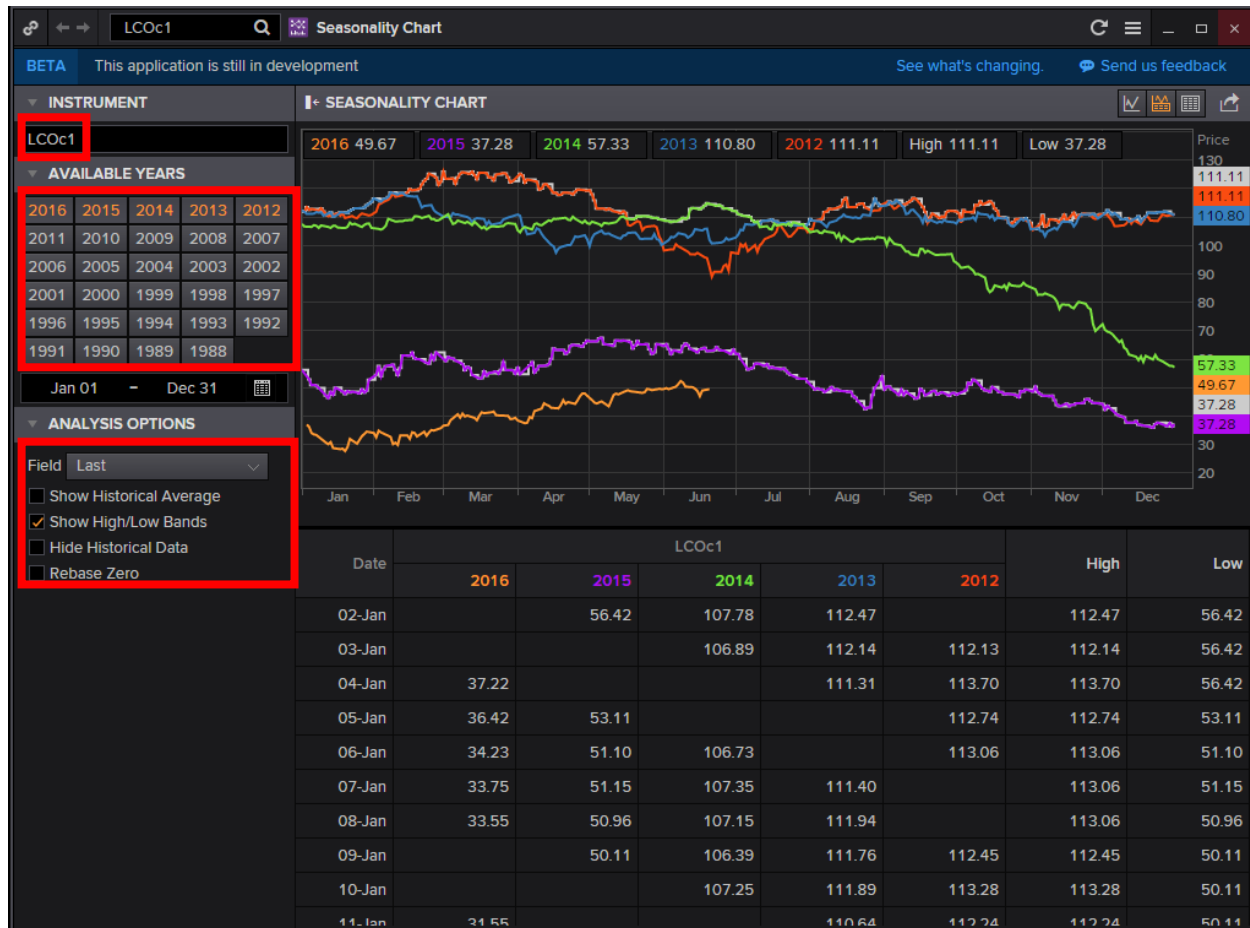 LCOc1 Seasonality Chart
BETA This application is still in development See what's changing. Send us feedback
INSTRUMENT
LCOc1
AVAILABLE YEARS
2016 2015 2014 2013 2012
2011 2010 2009 2008 2007
2006 2005 2004 2003 2002
2001 2000 1999 1998 1997
1996 1995 1994 1993 1992
1991 1990 1989 1988
Jan 01 - Dec 31
ANALYSIS OPTIONS
Field Last
Show Historical Average
Show High/Low Bands
Hide Historical Data
Rebase Zero
SEASONALITY CHART
2016 49.67 2015 37.28 2014 57.33 2013 110.80 2012 111.11 High 111.11 Low 37.28
Price
130
111.11
111.11
110.80
100
90
80
70
57.33
49.67
37.28
37.28
30
20
Jan Feb Mar Apr May Jun Jul Aug Sep Oct Nov Dec
LCOc1
Date 2016 2015 2014 2013 2012 High Low
02-Jan 56.42 107.78 112.47 112.47 56.42
03-Jan 106.89 112.14 112.13 112.14 56.42
04-Jan 37.22 111.31 113.70 113.70 56.42
05-Jan 36.42 53.11 112.74 112.74 53.11
06-Jan 34.23 51.10 106.73 113.06 113.06 51.10
07-Jan 33.75 51.15 107.35 111.40 113.06 51.15
08-Jan 33.55 50.96 107.15 111.94 113.06 50.96
09-Jan 50.11 106.39 111.76 112.45 112.45 50.11
10-Jan 107.25 111.89 113.28 113.28 50.11
11-Jan 31.55 110.64 112.24 112.24 50.11